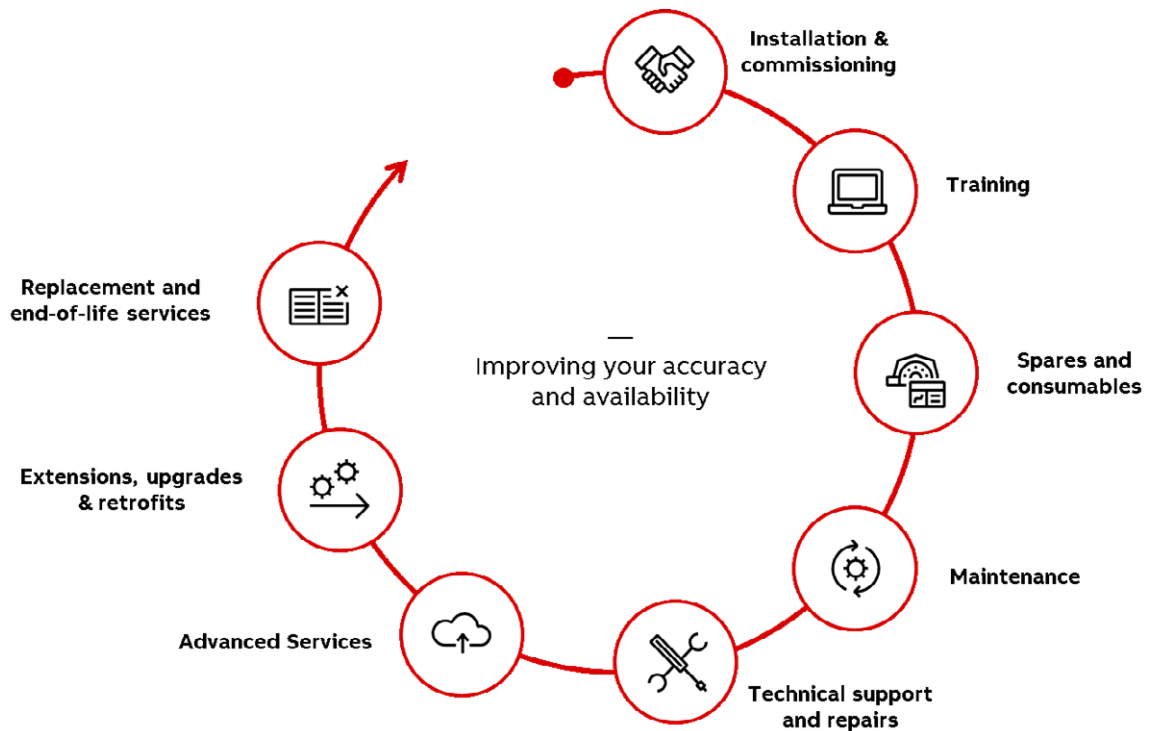 Installation &
commissioning
Training
Spares and
consumables
Maintenance
Technical support
and repairs
Advanced Services
Extensions, upgrades
& retrofits
Replacement and
end-of-life services
Improving your accuracy
and availability